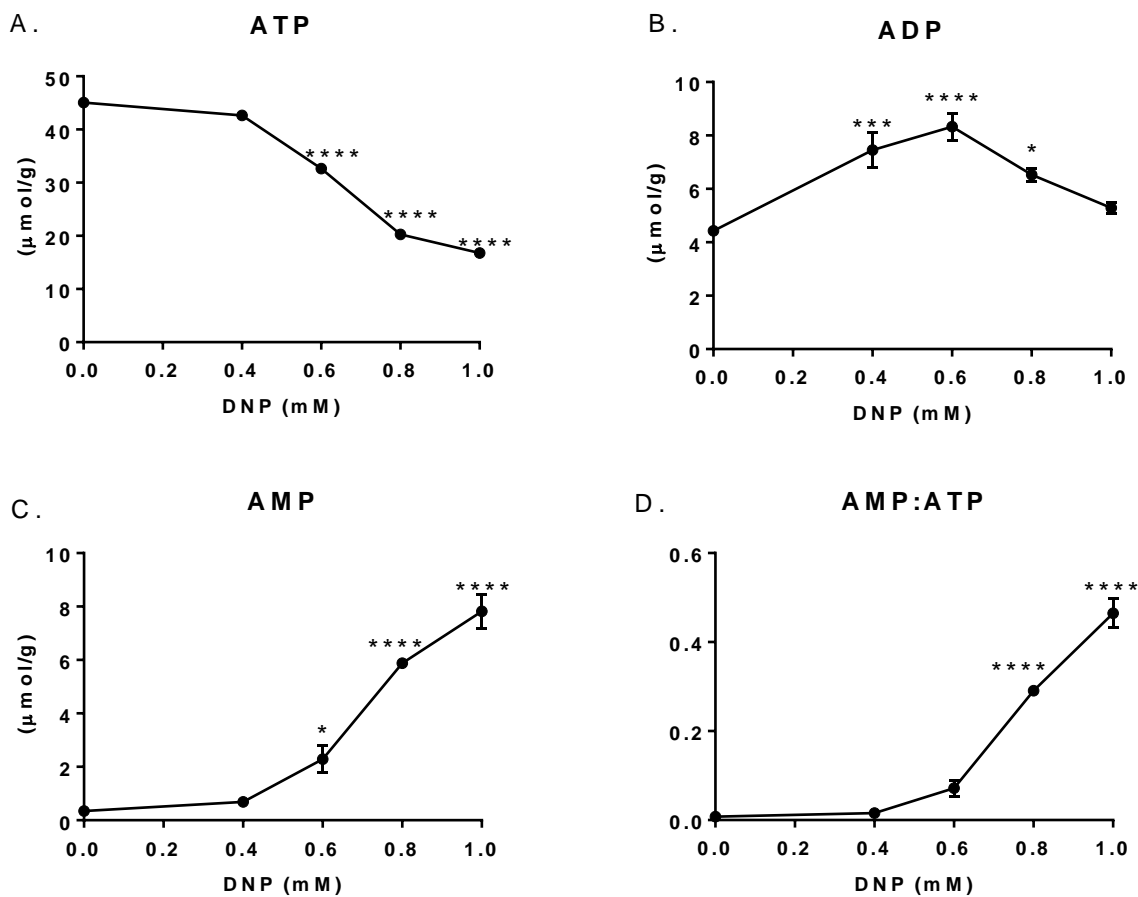 A.
ATP
50
40
30
20
10
0
(μmol/g)
****
****
****
0.0 0.2 0.4 0.6 0.8 1.0
DNP (mM)
B.
ADP
10
8
6
4
2
0
(μmol/g)
***
****
*
0.0 0.2 0.4 0.6 0.8 1.0
DNP (mM)
C.
AMP
10
8
6
4
2
0
(μmol/g)
*
****
****
0.0 0.2 0.4 0.6 0.8 1.0
DNP (mM)
D.
AMP:ATP
0.6
0.4
0.2
0.0
****
****
0.0 0.2 0.4 0.6 0.8 1.0
DNP (mM)